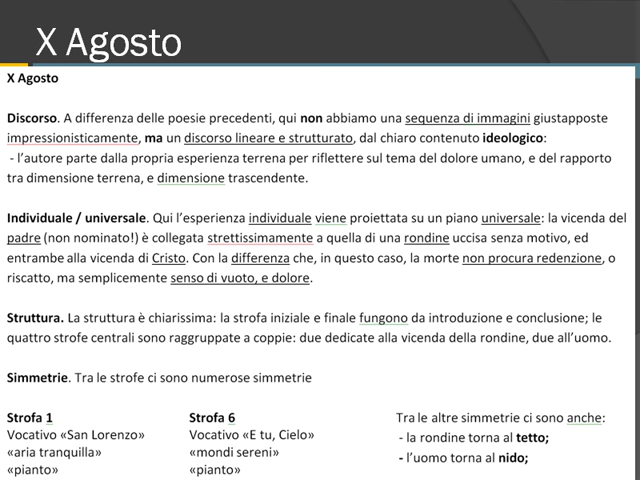 X Agosto
X Agosto
Discorso. A differenza delle poesie precedenti, qui non abbiamo una sequenza di immagini giustapposte
impressionisticamente, ma un discorso lineare e strutturato, dal chiaro contenuto ideologico:
- l’autore parte dalla propria esperienza terrena per riflettere sul tema del dolore umano, e del rapporto
tra dimensione terrena, e dimensione trascendente.
Individuale / universale. Qui l’esperienza individuale viene proiettata su un piano universale: la vicenda del
padre (non nominato!) è collegata strettissimamente a quella di una rondine uccisa senza motivo, ed
entrambe alla vicenda di Cristo. Con la differenza che, in questo caso, la morte non procura redenzione, o
riscatto, ma semplicemente senso di vuoto, e dolore.
Struttura. La struttura è chiarissima: la strofa iniziale e finale fungono da introduzione e conclusione; le
quattro strofe centrali sono raggruppate a coppie: due dedicate alla vicenda della rondine, due all’uomo.
Simmetrie. Tra le strofe ci sono numerose simmetrie
Strofa 1
Vocativo «San Lorenzo»
«aria tranquilla»
«pianto»
Strofa 6
Vocativo «E tu, Cielo»
«mondi sereni»
«pianto»
Tra le altre simmetrie ci sono anche:
- la rondine torna al tetto;
- l’uomo torna al nido;